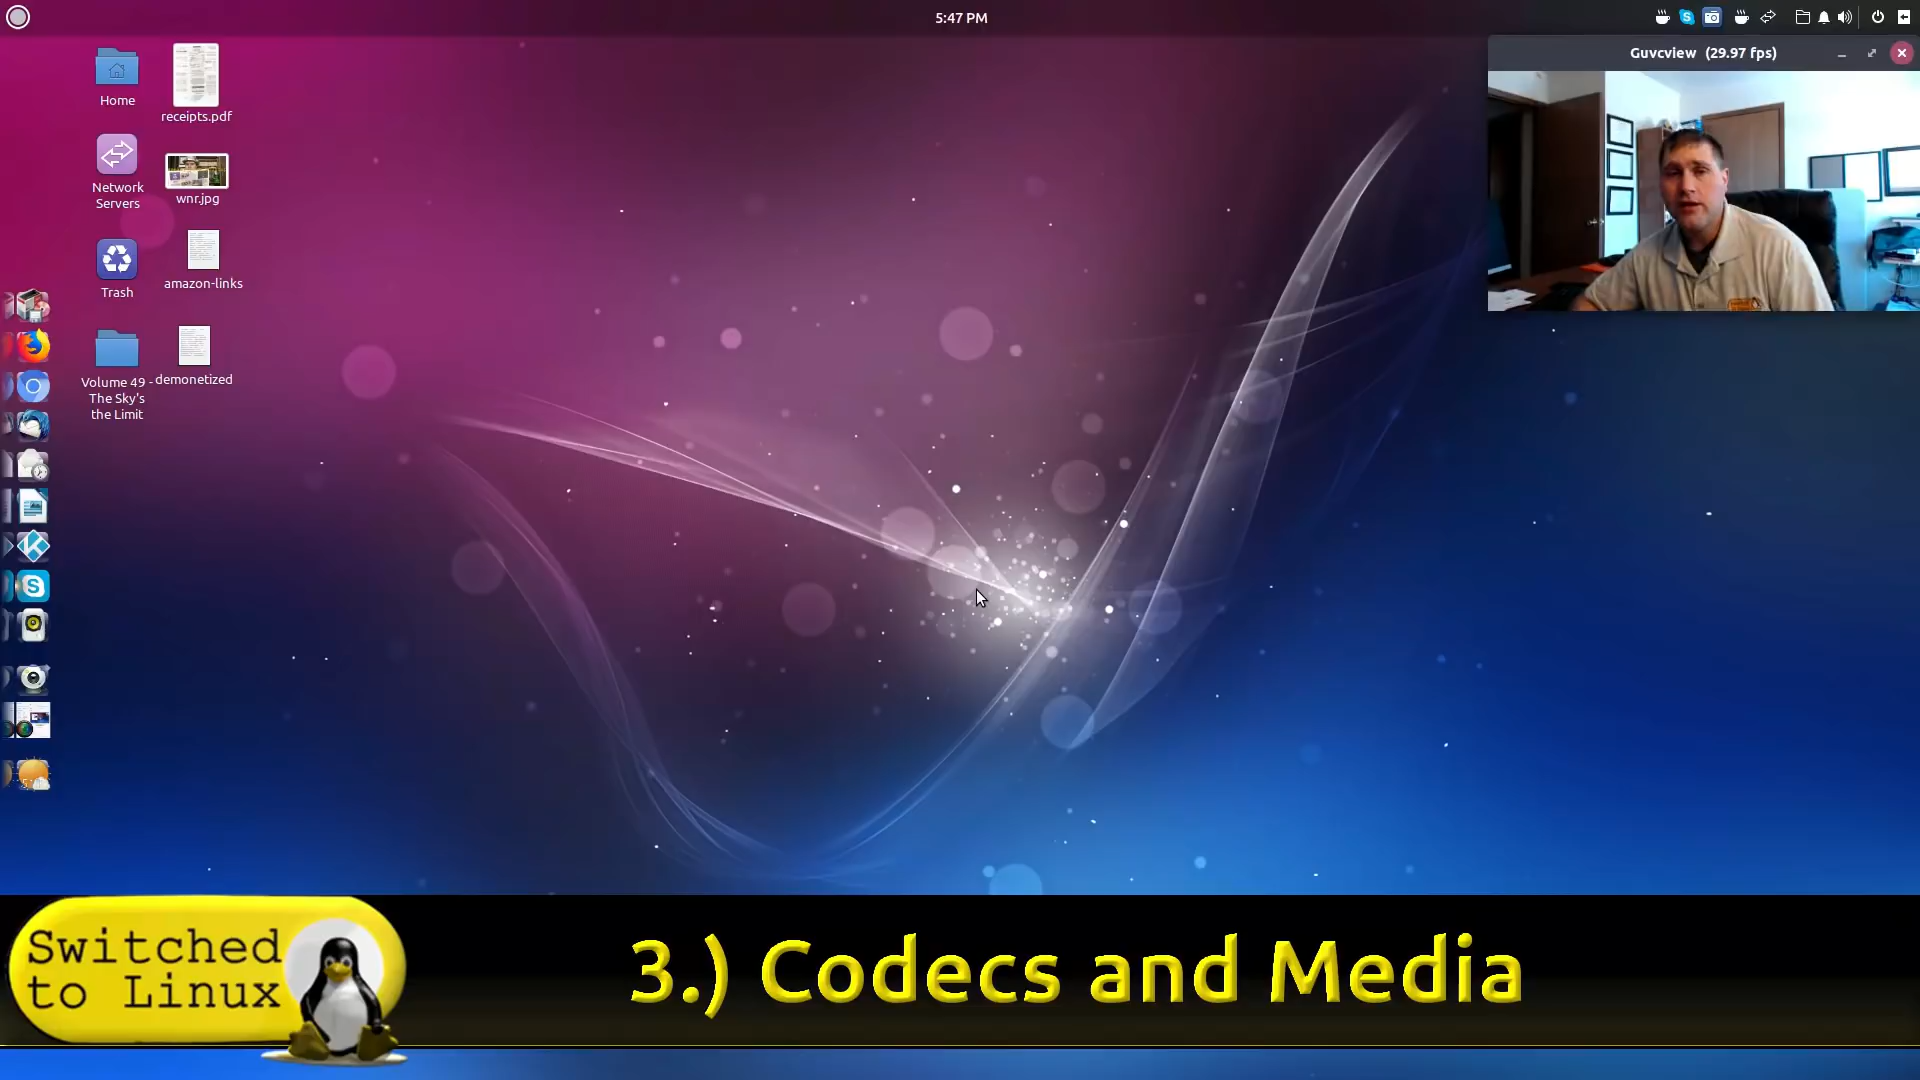 5:47 PM
Guvcview (29.97 fps)
Home
receipts.pdf
Network
Servers
wnr.jpg
Trash
amazon-links
Volume 49 -
The Sky's
the Limit
demonetized
Switched
to Linux
3.) Codecs and Media